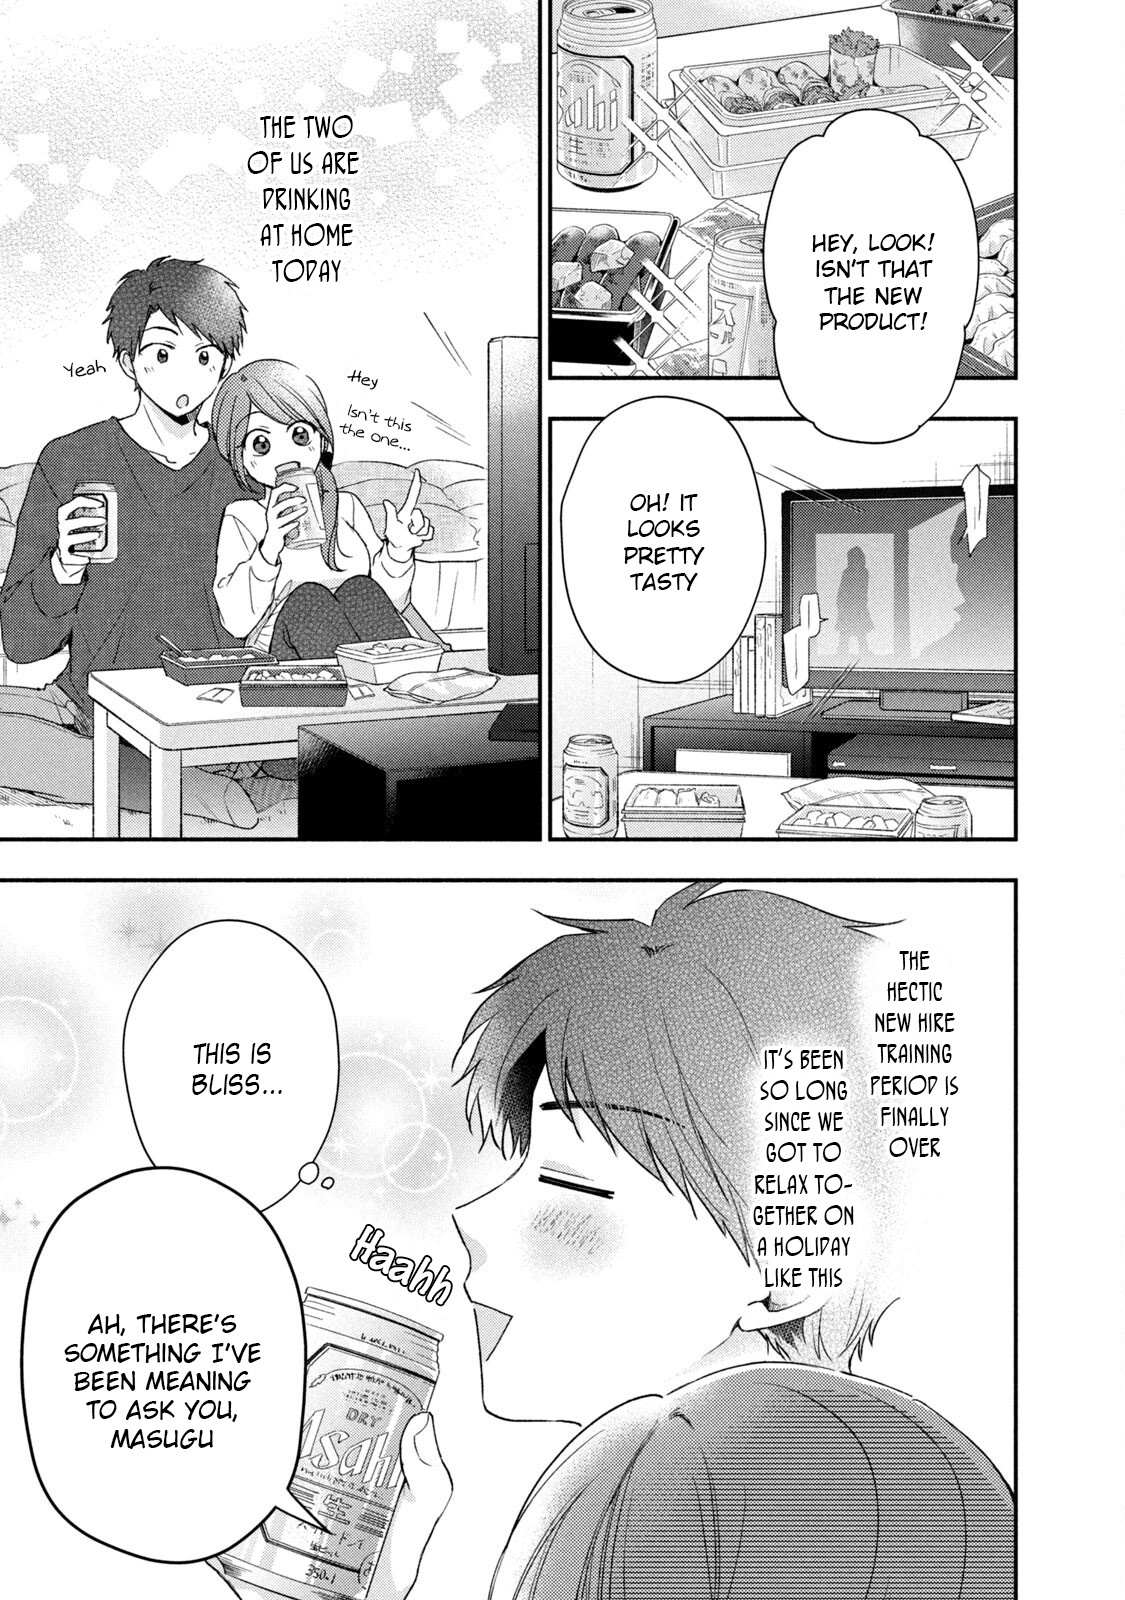 Asahi
生
HEY, LOOK!
ISN'T THAT
THE NEW
PRODUCT!
OH! IT
LOOKS
PRETTY
TASTY
THE TWO
OF US ARE
DRINKING
AT HOME
TODAY
Yeah
Hey
Isn't this
the one...
THE
HECTIC
NEW HIRE
TRAINING
PERIOD IS
FINALLY
OVER
IT'S BEEN
SO LONG
SINCE WE
GOT TO
RELAX TO-
GETHER ON
A HOLIDAY
LIKE THIS
THIS IS
BLISS...
Haahh
AH, THERE'S
SOMETHING I'VE
BEEN MEANING
TO ASK YOU,
MASUGU
DRY
Asahi